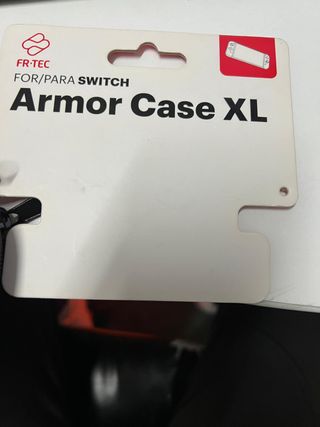 FR·TEC
FOR/PARA SWITCH
Armor Case XL